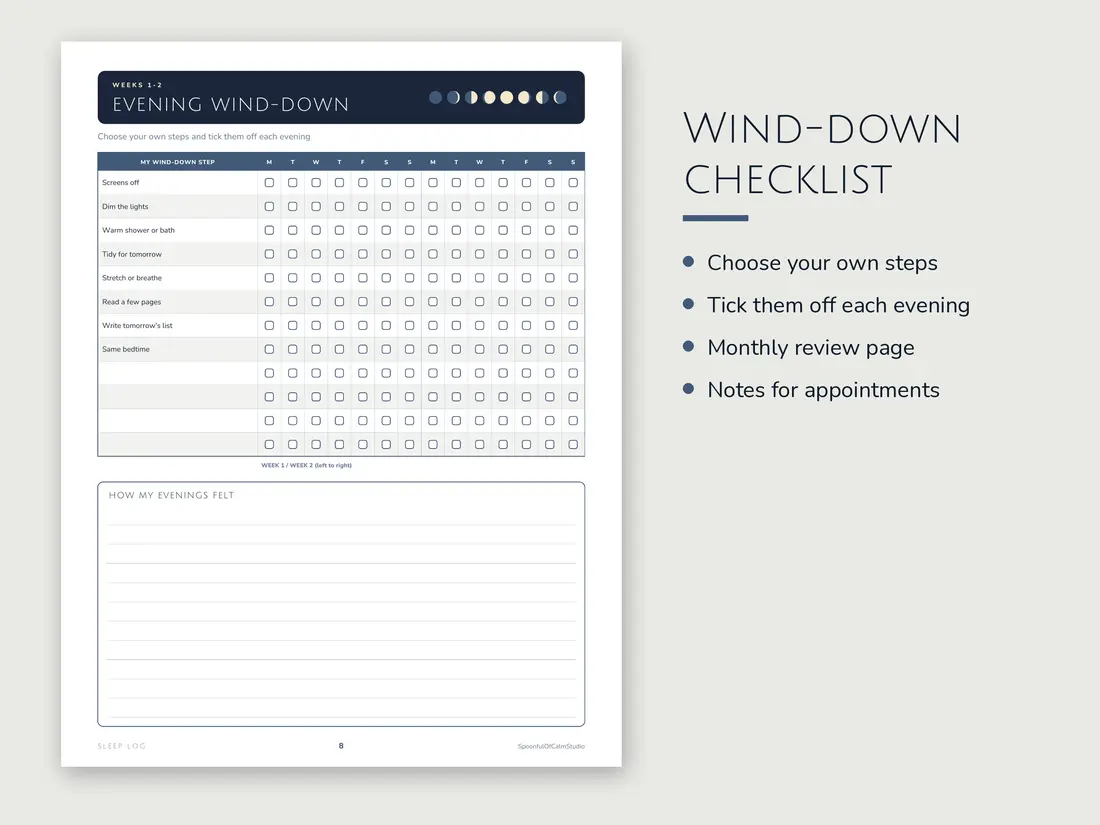 WEEKS 1-2
EVENING WIND-DOWN
Choose your own steps and tick them off each evening
MY WIND-DOWN STEP M T W T F S S M T W T F S S
Screens off
Dim the lights
Warm shower or bath
Tidy for tomorrow
Stretch or breathe
Read a few pages
Write tomorrow's list
Same bedtime
WEEK 1 / WEEK 2 (left to right)
HOW MY EVENINGS FELT
SLEEP LOG 8 SpoonfulOfCalmStudio
WIND-DOWN
CHECKLIST
Choose your own steps
Tick them off each evening
Monthly review page
Notes for appointments